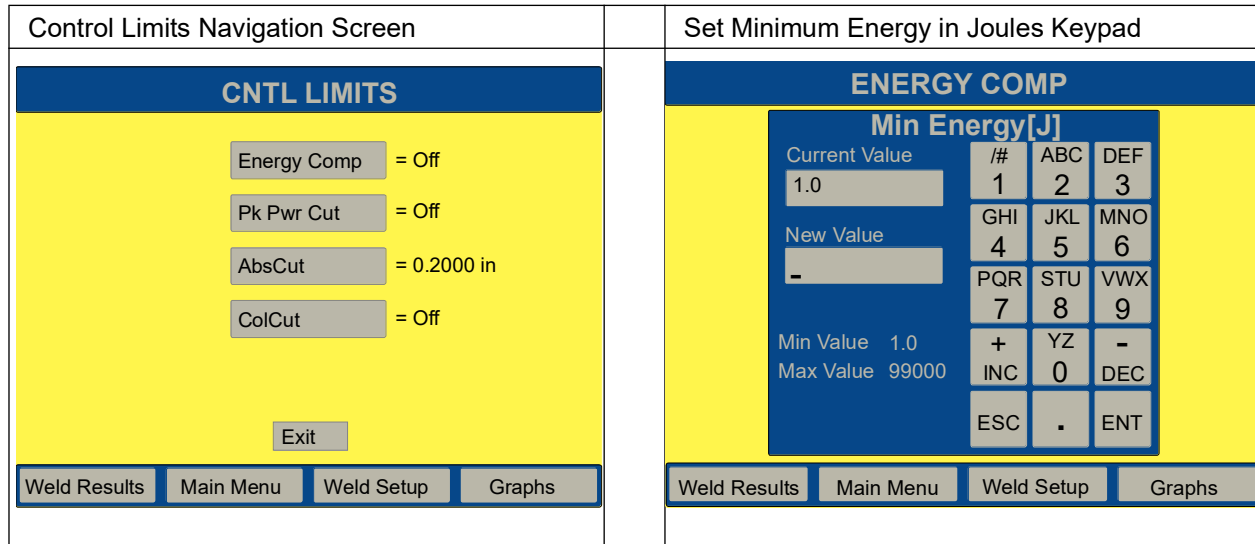 Control Limits Navigation Screen
CNTL LIMITS
Energy Comp = Off
Pk Pwr Cut = Off
AbsCut = 0.2000 in
ColCut = Off
Exit
Weld Results Main Menu Weld Setup Graphs
Set Minimum Energy in Joules Keypad
ENERGY COMP
Min Energy[J]
Current Value
1.0
New Value
-
Min Value 1.0
Max Value 99000
/# ABC DEF
1 2 3
GHI JKL MNO
4 5 6
PQR STU VWX
7 8 9
+ YZ -
INC 0 DEC
ESC . ENT
Weld Results Main Menu Weld Setup Graphs